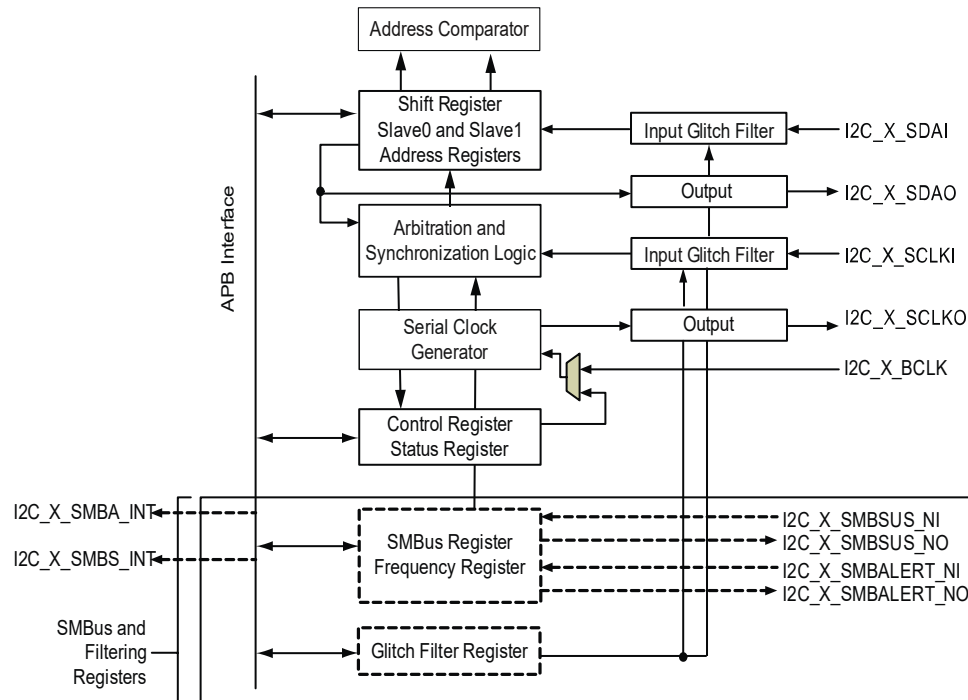 Address Comparator
Shift Register
Slave0 and Slave1
Address Registers
Input Glitch Filter
I2C_X_SDAI
Output
I2C_X_SDAO
APB Interface
Arbitration and
Synchronization Logic
Input Glitch Filter
I2C_X_SCLKI
Serial Clock
Generator
Output
I2C_X_SCLKO
I2C_X_BCLK
Control Register
Status Register
I2C_X_SMBA_INT
I2C_X_SMBS_INT
SMBus Register
Frequency Register
I2C_X_SMBSUS_NI
I2C_X_SMBSUS_NO
I2C_X_SMBALERT_NI
I2C_X_SMBALERT_NO
SMBus and
Filtering
Registers
Glitch Filter Register